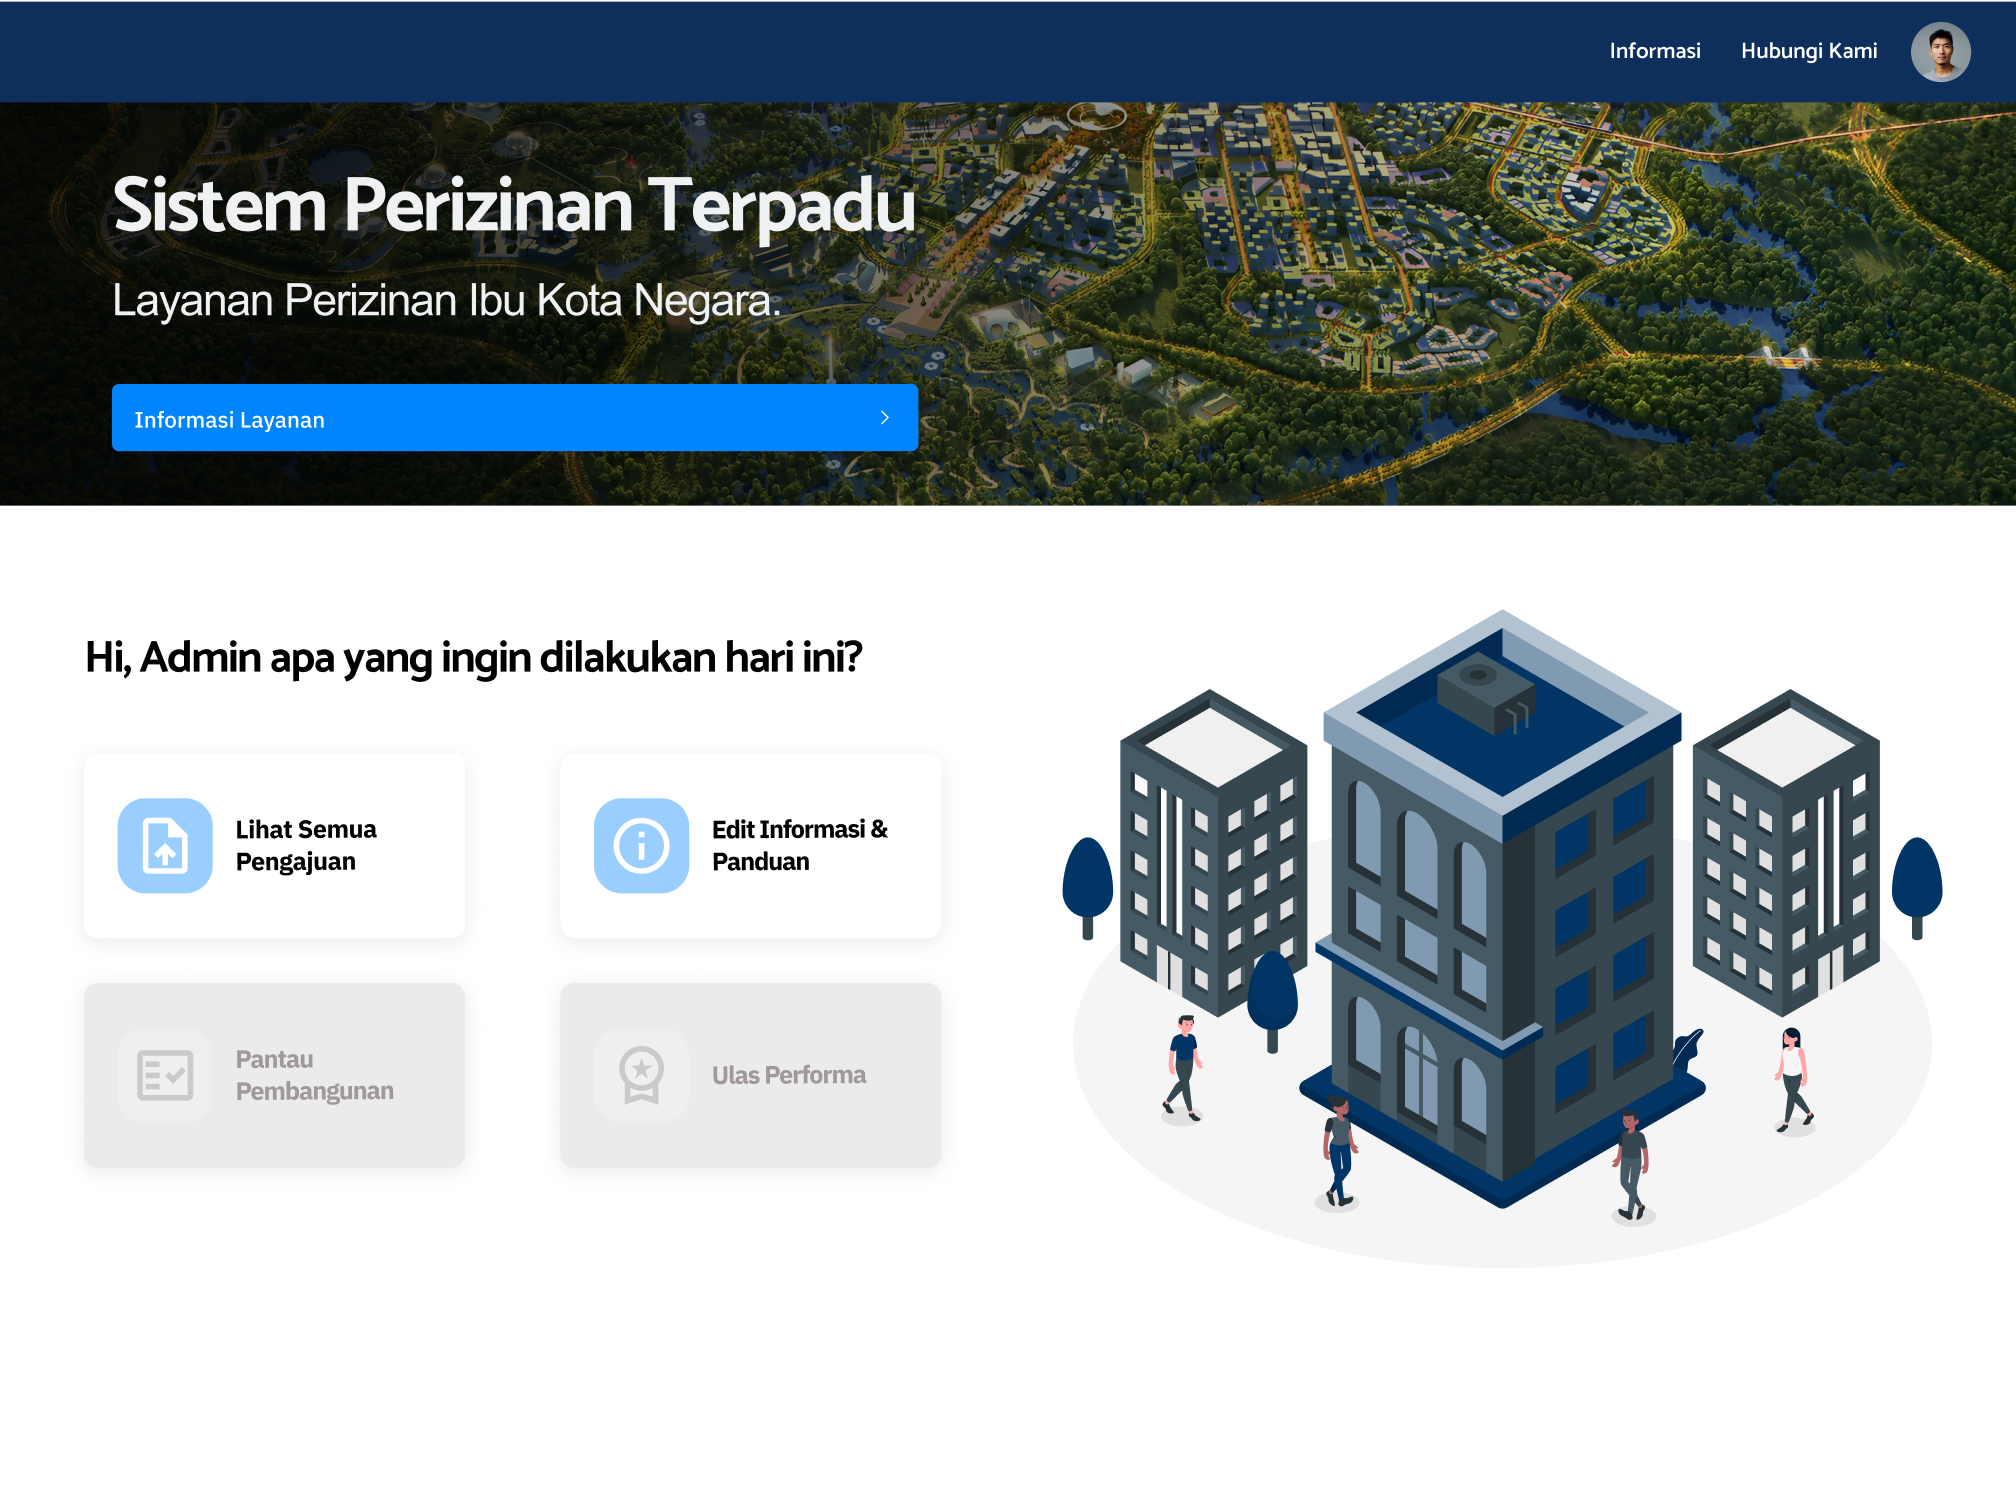 Informasi
Hubungi Kami
Sistem Perizinan Terpadu
Layanan Perizinan Ibu Kota Negara.
Informasi Layanan
Hi, Admin apa yang ingin dilakukan hari ini?
Lihat Semua
Pengajuan
Edit Informasi &
Panduan
Pantau
Pembangunan
Ulas Performa